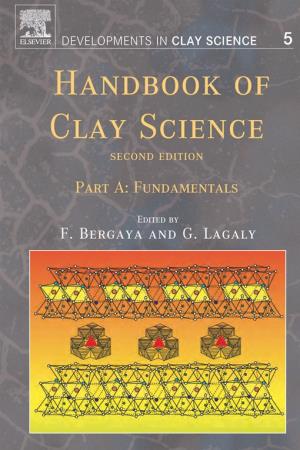 ELSEVIER
DEVELOPMENTS IN CLAY SCIENCE 5
HANDBOOK OF
CLAY SCIENCE
SECOND EDITION
PART A: FUNDAMENTALS
EDITED BY
F. BERGAYA AND G. LAGALY